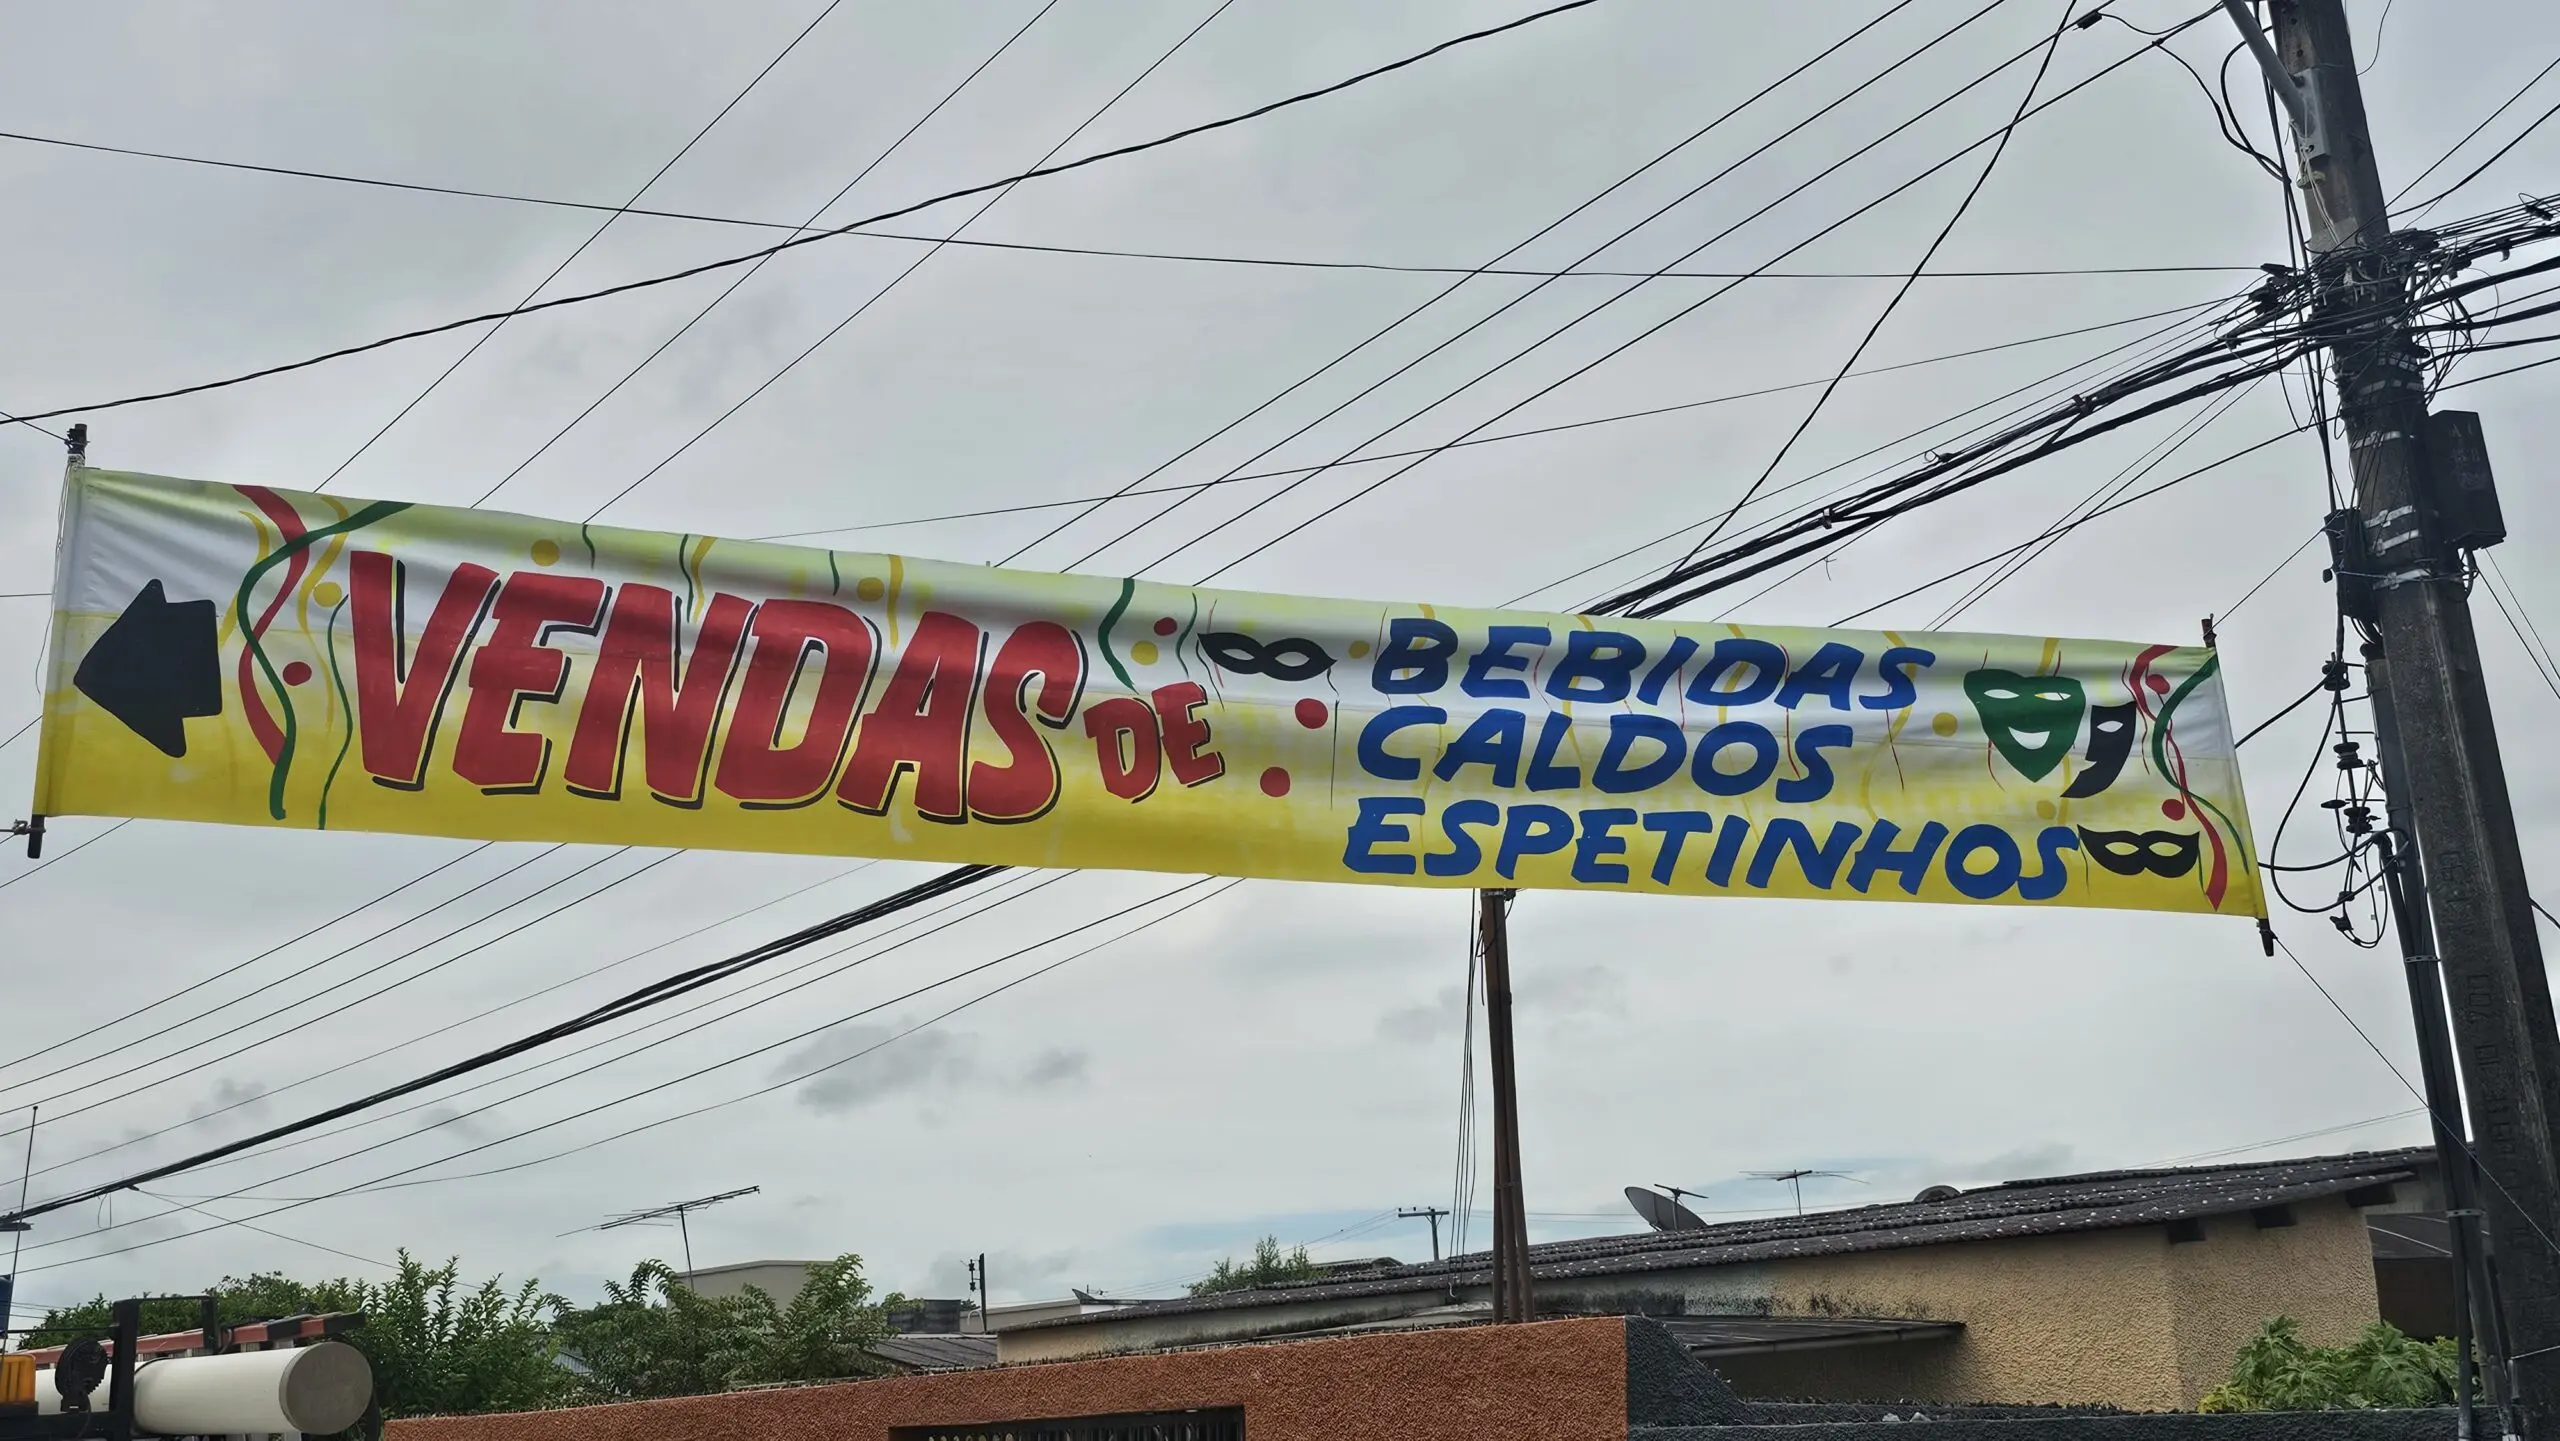 VENDAS DE
BEBIDAS
CALDOS
ESPETINHOS